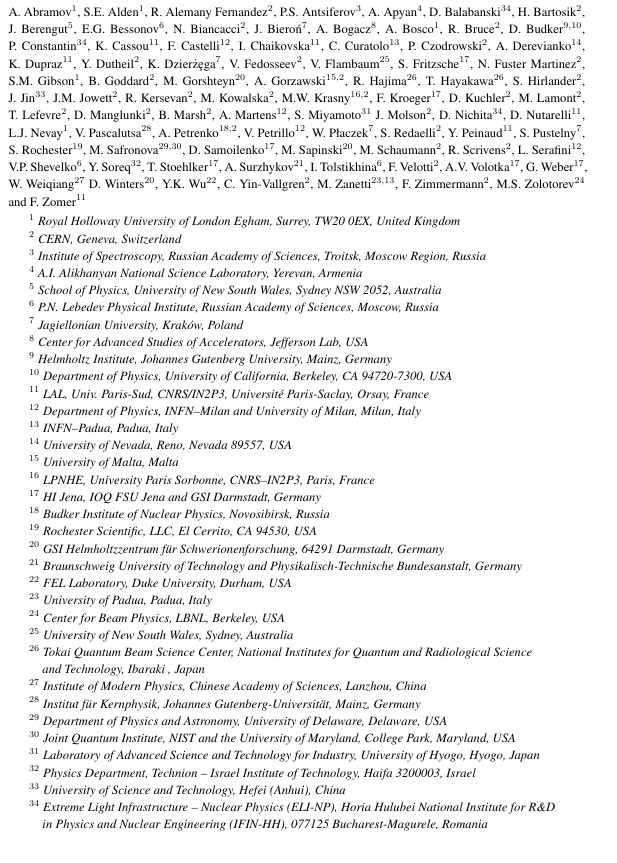 A. Abramov¹, S.E. Alden¹, R. Alemany Fernandez², P.S. Antsiferov³, A. Apyan⁴, D. Balabanski³⁴, H. Bartosik²,
J. Berengut⁵, E.G. Bessonov⁶, N. Biancacci², J. Bieroń⁷, A. Bogacz⁸, A. Bosco¹, R. Bruce², D. Budker⁹,¹⁰,
P. Constantin³⁴, K. Cassou¹¹, F. Castelli¹², I. Chaikovska¹¹, C. Curatolo¹³, P. Czodrowski², A. Derevianko¹⁴,
K. Dupraz¹¹, Y. Dutheil², K. Dzierżęga⁷, V. Fedosseev², V. Flambaum²⁵, S. Fritzsche¹⁷, N. Fuster Martinez²,
S.M. Gibson¹, B. Goddard², M. Gorshteyn²⁰, A. Gorzawski¹⁵,², R. Hajima²⁶, T. Hayakawa²⁶, S. Hirlander²,
J. Jin³³, J.M. Jowett², R. Kersevan², M. Kowalska², M.W. Krasny¹⁶,², F. Kroeger¹⁷, D. Kuchler², M. Lamont²,
T. Lefevre², D. Manglunki², B. Marsh², A. Martens¹², S. Miyamoto³¹ J. Molson², D. Nichita³⁴, D. Nutarelli¹¹,
L.J. Nevay¹, V. Pascalutsa²⁸, A. Petrenko¹⁸,², V. Petrillo¹², W. Płaczek⁷, S. Redaelli², Y. Peinaud¹¹, S. Pustelny⁷,
S. Rochester¹⁹, M. Safronova²⁹,³⁰, D. Samoilenko¹⁷, M. Sapinski²⁰, M. Schaumann², R. Scrivens², L. Serafini¹²,
V.P. Shevelko⁶, Y. Soreq³², T. Stoehlker¹⁷, A. Surzhykov²¹, I. Tolstikhina⁶, F. Velotti², A.V. Volotka¹⁷, G. Weber¹⁷,
W. Weiqiang²⁷ D. Winters²⁰, Y.K. Wu²², C. Yin-Vallgren², M. Zanetti²³,¹³, F. Zimmermann², M.S. Zolotorev²⁴
and F. Zomer¹¹
¹ Royal Holloway University of London Egham, Surrey, TW20 0EX, United Kingdom
² CERN, Geneva, Switzerland
³ Institute of Spectroscopy, Russian Academy of Sciences, Troitsk, Moscow Region, Russia
⁴ A.I. Alikhanyan National Science Laboratory, Yerevan, Armenia
⁵ School of Physics, University of New South Wales, Sydney NSW 2052, Australia
⁶ P.N. Lebedev Physical Institute, Russian Academy of Sciences, Moscow, Russia
⁷ Jagiellonian University, Kraków, Poland
⁸ Center for Advanced Studies of Accelerators, Jefferson Lab, USA
⁹ Helmholtz Institute, Johannes Gutenberg University, Mainz, Germany
¹⁰ Department of Physics, University of California, Berkeley, CA 94720-7300, USA
¹¹ LAL, Univ. Paris-Sud, CNRS/IN2P3, Université Paris-Saclay, Orsay, France
¹² Department of Physics, INFN–Milan and University of Milan, Milan, Italy
¹³ INFN–Padua, Padua, Italy
¹⁴ University of Nevada, Reno, Nevada 89557, USA
¹⁵ University of Malta, Malta
¹⁶ LPNHE, University Paris Sorbonne, CNRS–IN2P3, Paris, France
¹⁷ HI Jena, IOQ FSU Jena and GSI Darmstadt, Germany
¹⁸ Budker Institute of Nuclear Physics, Novosibirsk, Russia
¹⁹ Rochester Scientific, LLC, El Cerrito, CA 94530, USA
²⁰ GSI Helmholtzzentrum für Schwerionenforschung, 64291 Darmstadt, Germany
²¹ Braunschweig University of Technology and Physikalisch-Technische Bundesanstalt, Germany
²² FEL Laboratory, Duke University, Durham, USA
²³ University of Padua, Padua, Italy
²⁴ Center for Beam Physics, LBNL, Berkeley, USA
²⁵ University of New South Wales, Sydney, Australia
²⁶ Tokai Quantum Beam Science Center, National Institutes for Quantum and Radiological Science
and Technology, Ibaraki , Japan
²⁷ Institute of Modern Physics, Chinese Academy of Sciences, Lanzhou, China
²⁸ Institut für Kernphysik, Johannes Gutenberg-Universität, Mainz, Germany
²⁹ Department of Physics and Astronomy, University of Delaware, Delaware, USA
³⁰ Joint Quantum Institute, NIST and the University of Maryland, College Park, Maryland, USA
³¹ Laboratory of Advanced Science and Technology for Industry, University of Hyogo, Hyogo, Japan
³² Physics Department, Technion – Israel Institute of Technology, Haifa 3200003, Israel
³³ University of Science and Technology, Hefei (Anhui), China
³⁴ Extreme Light Infrastructure – Nuclear Physics (ELI-NP), Horia Hulubei National Institute for R&D
in Physics and Nuclear Engineering (IFIN-HH), 077125 Bucharest-Magurele, Romania